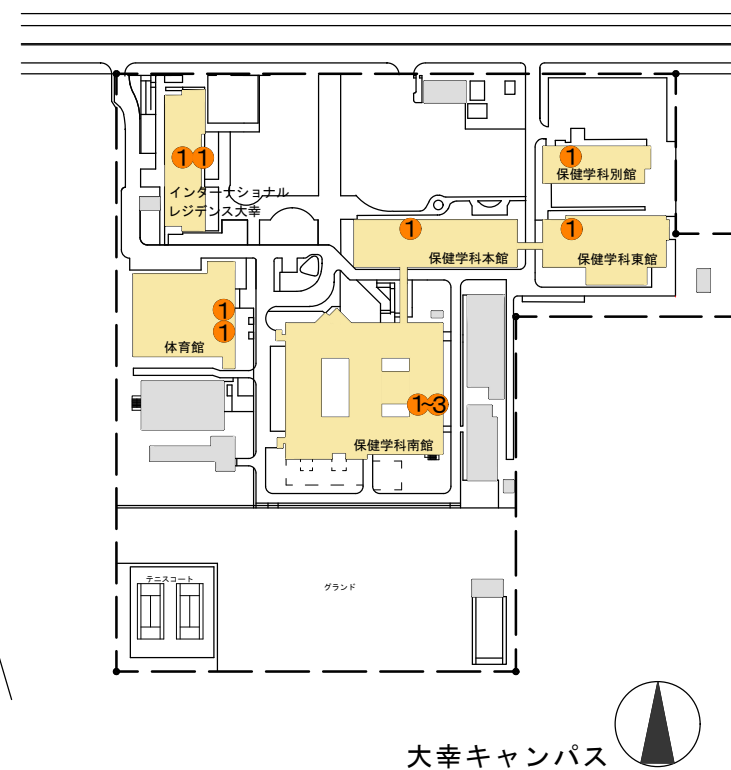 1 1
インターナショナル
レジデンス大幸
1
保健学科別館
1
保健学科本館
1
保健学科東館
1
1
体育館
1~3
保健学科南館
テニスコート
グランド
大幸キャンパス